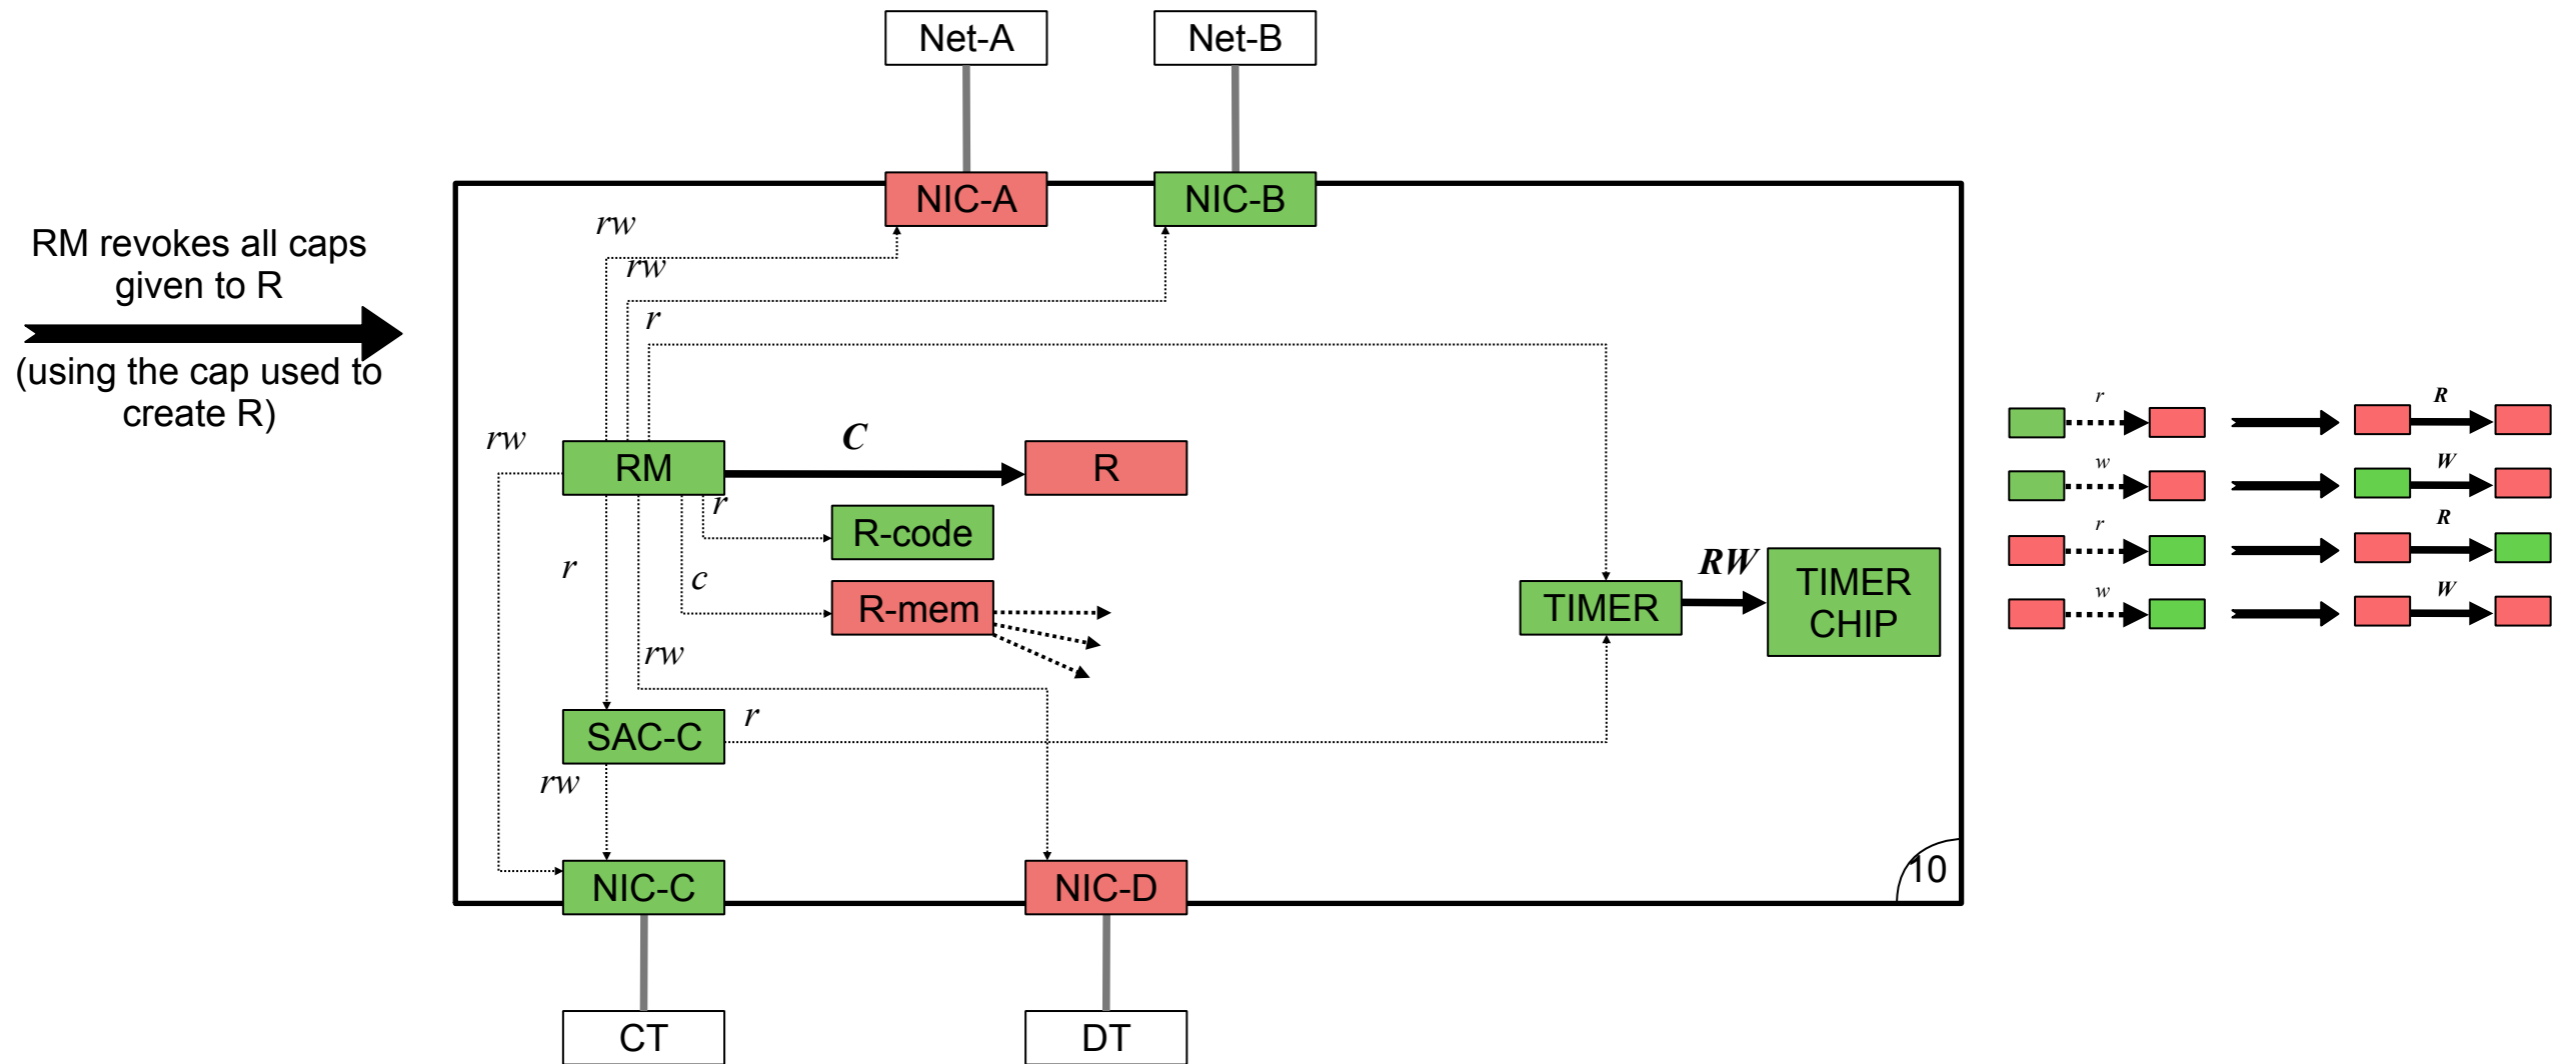 Net-A
Net-B
NIC-A
NIC-B
RM revokes all caps
given to R
(using the cap used to
create R)
rw
rw
r
rw
RM
C
R
r
R-code
r
c
R-mem
rw
TIMER
RW
TIMER
CHIP
SAC-C
r
rw
NIC-C
NIC-D
10
CT
DT
r
R
w
W
r
R
w
W